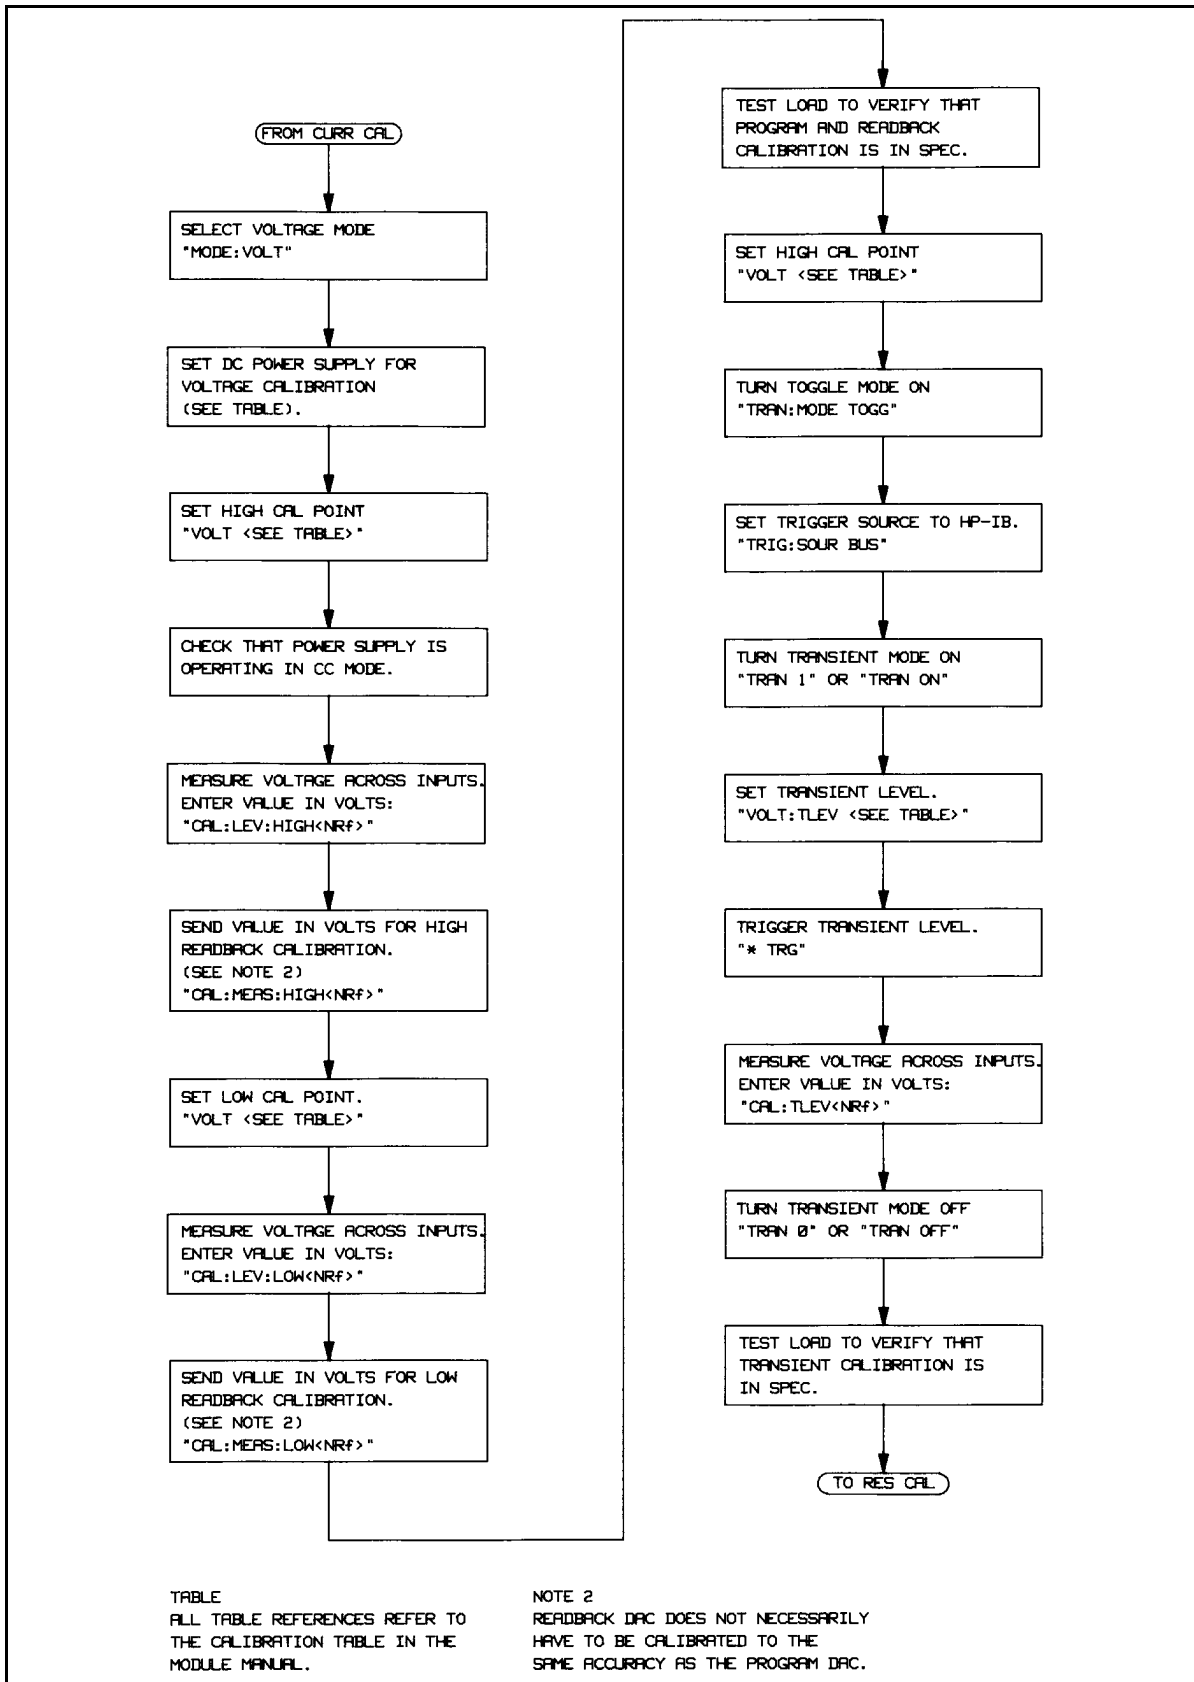 FROM CURR CAL
SELECT VOLTAGE MODE
"MODE:VOLT"
SET DC POWER SUPPLY FOR
VOLTAGE CALIBRATION
(SEE TABLE).
SET HIGH CAL POINT
"VOLT <SEE TABLE>"
CHECK THAT POWER SUPPLY IS
OPERATING IN CC MODE.
MEASURE VOLTAGE ACROSS INPUTS.
ENTER VALUE IN VOLTS:
"CAL:LEV:HIGH<NRf>"
SEND VALUE IN VOLTS FOR HIGH
READBACK CALIBRATION.
(SEE NOTE 2)
"CAL:MEAS:HIGH<NRf>"
SET LOW CAL POINT.
"VOLT <SEE TABLE>"
MEASURE VOLTAGE ACROSS INPUTS.
ENTER VALUE IN VOLTS:
"CAL:LEV:LOW<NRf>"
SEND VALUE IN VOLTS FOR LOW
READBACK CALIBRATION.
(SEE NOTE 2)
"CAL:MEAS:LOW<NRf>"
TEST LOAD TO VERIFY THAT
PROGRAM AND READBACK
CALIBRATION IS IN SPEC.
SET HIGH CAL POINT
"VOLT <SEE TABLE>"
TURN TOGGLE MODE ON
"TRAN:MODE TOGG"
SET TRIGGER SOURCE TO HP-IB.
"TRIG:SOUR BUS"
TURN TRANSIENT MODE ON
"TRAN 1" OR "TRAN ON"
SET TRANSIENT LEVEL.
"VOLT:TLEV <SEE TABLE>"
TRIGGER TRANSIENT LEVEL.
"* TRG"
MEASURE VOLTAGE ACROSS INPUTS.
ENTER VALUE IN VOLTS:
"CAL:TLEV<NRf>"
TURN TRANSIENT MODE OFF
"TRAN 0" OR "TRAN OFF"
TEST LOAD TO VERIFY THAT
TRANSIENT CALIBRATION IS
IN SPEC.
TO RES CAL
TABLE
ALL TABLE REFERENCES REFER TO
THE CALIBRATION TABLE IN THE
MODULE MANUAL.
NOTE 2
READBACK DAC DOES NOT NECESSARILY
HAVE TO BE CALIBRATED TO THE
SAME ACCURACY AS THE PROGRAM DAC.